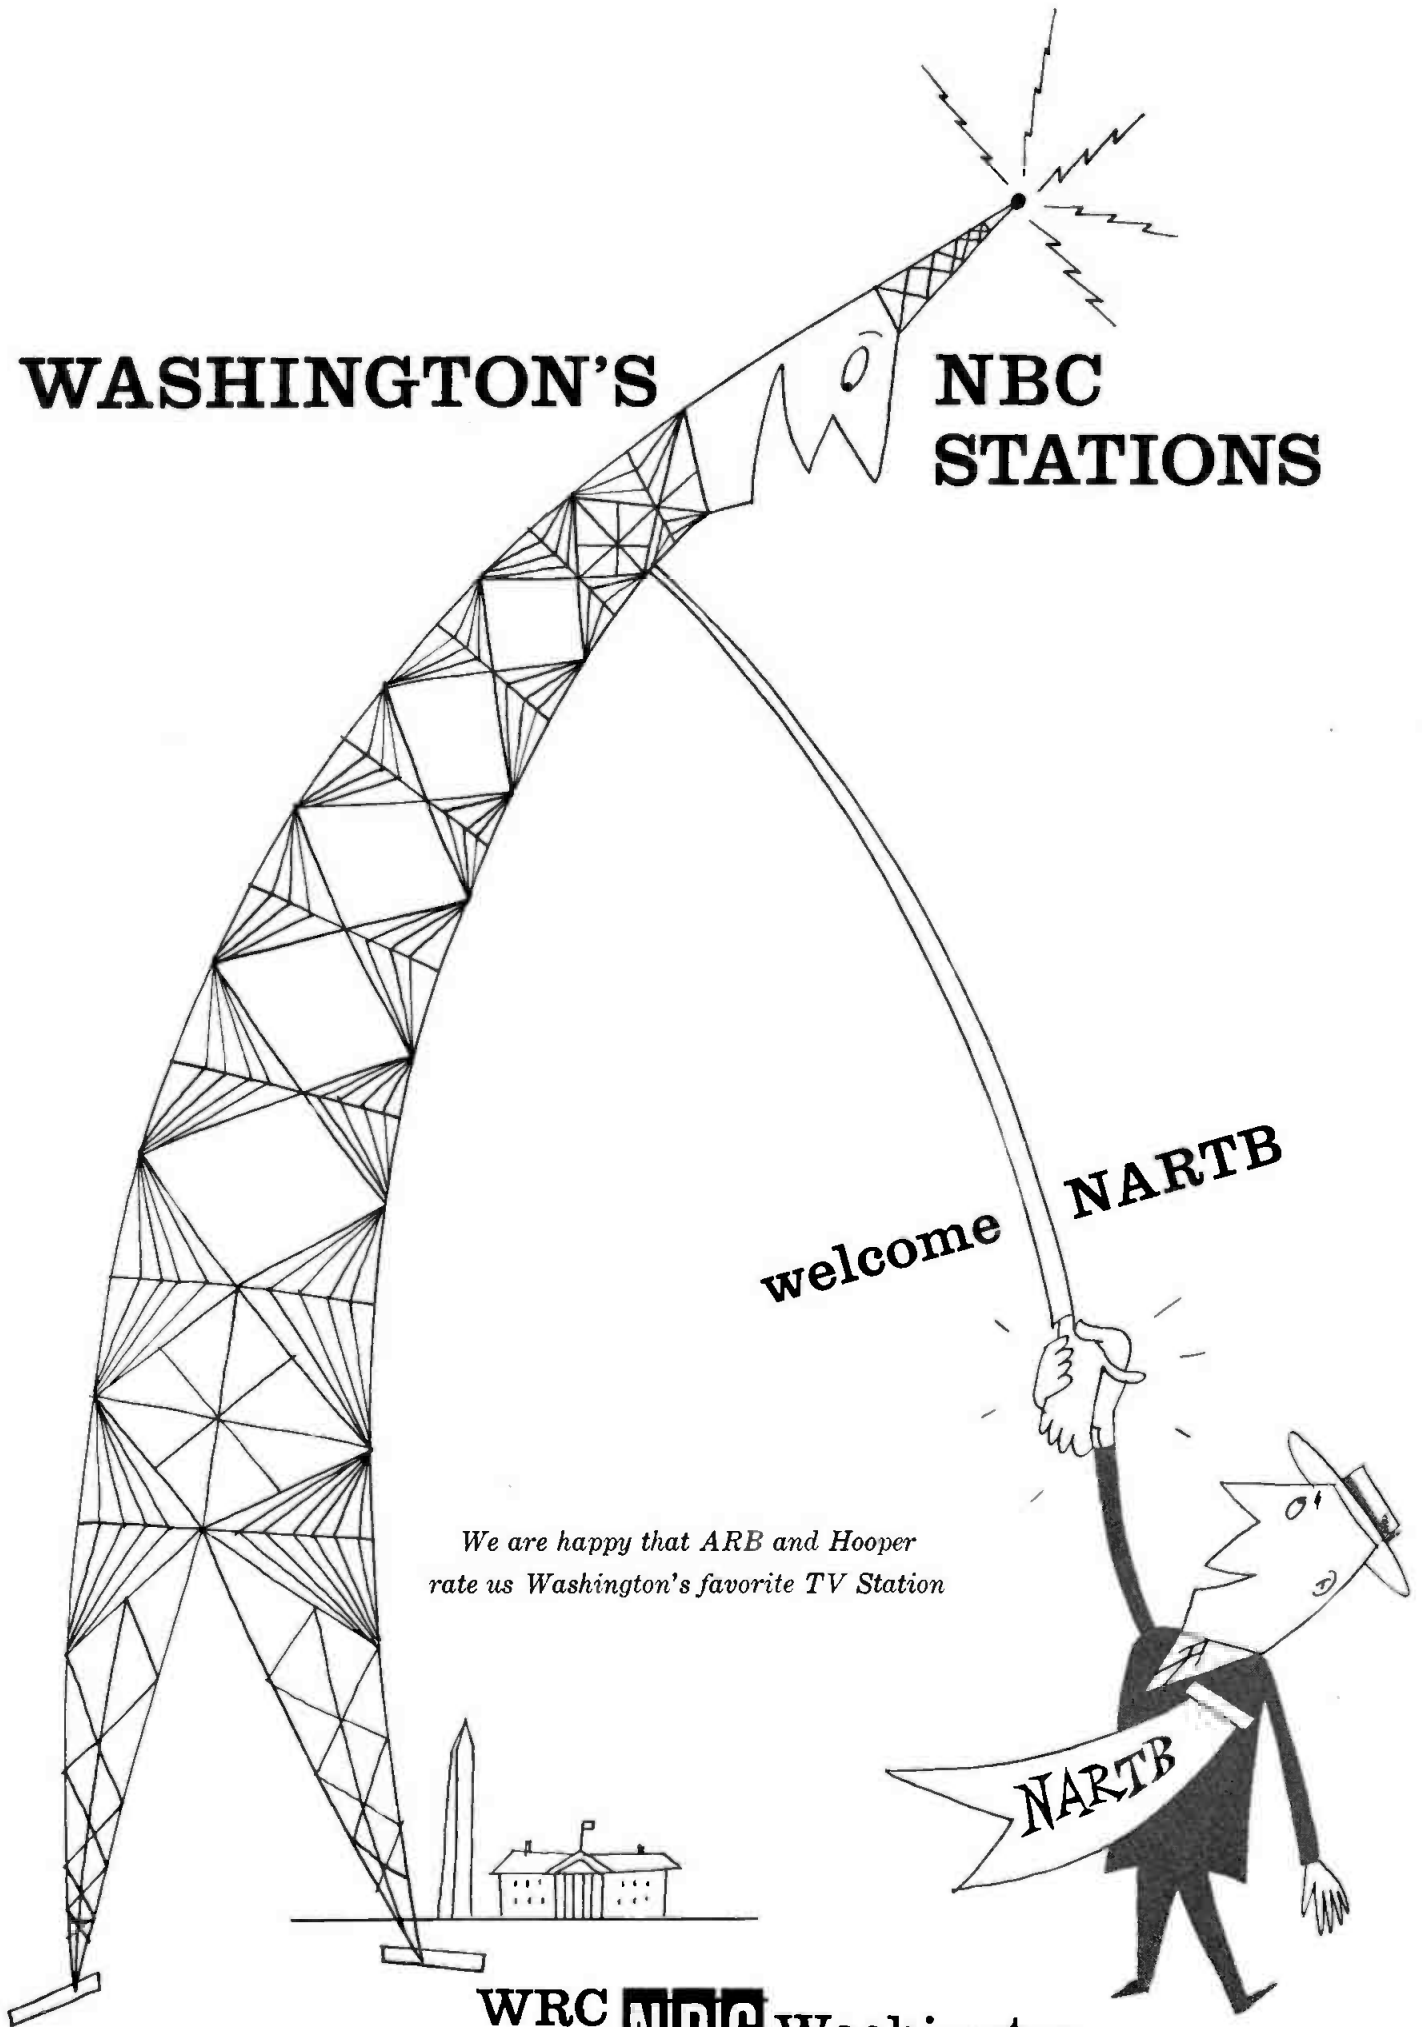 WASHINGTON'S
NBC
STATIONS
welcome NARTB
We are happy that ARB and Hooper
rate us Washington's favorite TV Station
NARTB
WRC NBC